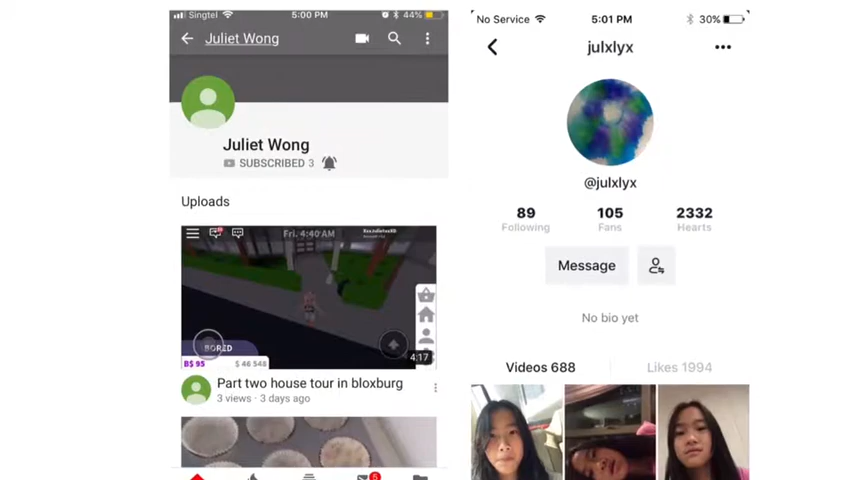 Singtel 5:00 PM 44%
Juliet Wong
Juliet Wong
SUBSCRIBED 3
Uploads
Fri. 4:40 AM
BORED
B$ 95 $ 46 548
4:17
Part two house tour in bloxburg
3 views · 3 days ago
5
No Service 5:01 PM 30%
julxlyx
@julxlyx
89 105 2332
Following Fans Hearts
Message
No bio yet
Videos 688 Likes 1994